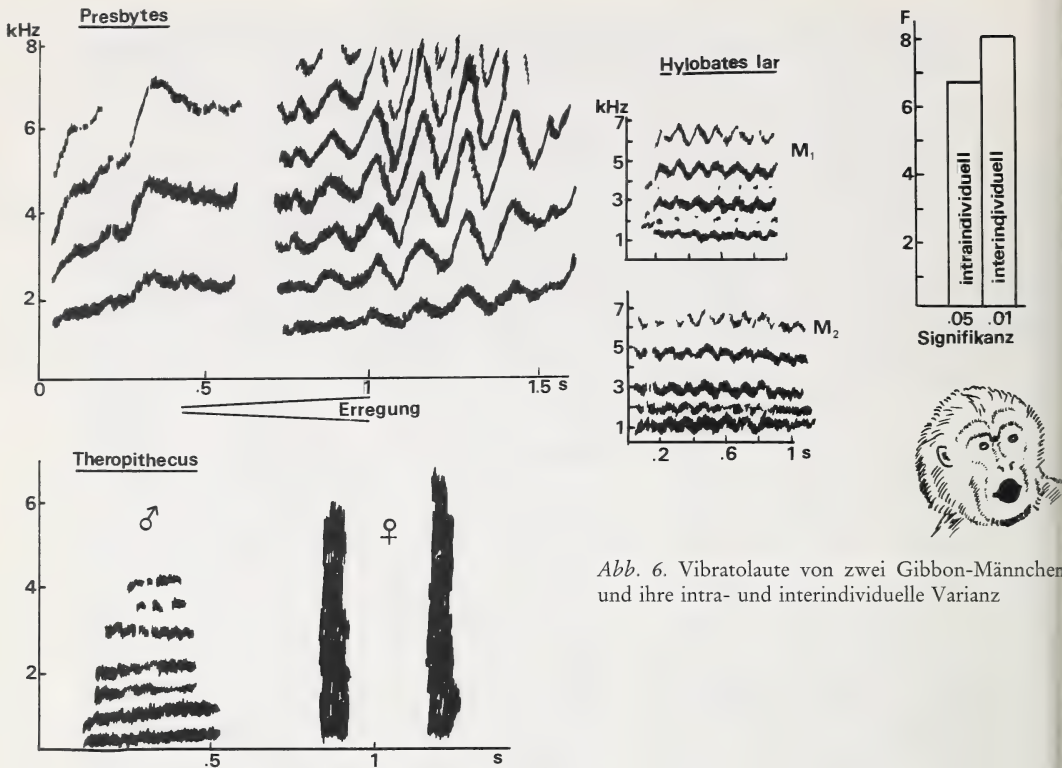 Presbytes
kHz
8
6
4
2
0
.5
1
1.5 s
Erregung
Theropithecus
♂
♀
6
4
2
.5
1
s
Hylobates lar
kHz
7
5
3
1
M₁
7
5
3
1
M₂
.2
.6
1 s
F
8
6
4
2
intraindividuell
interindividuell
.05 .01
Signifikanz
Abb. 6. Vibratolaute von zwei Gibbon-Männchen
und ihre intra- und interindividuelle Varianz